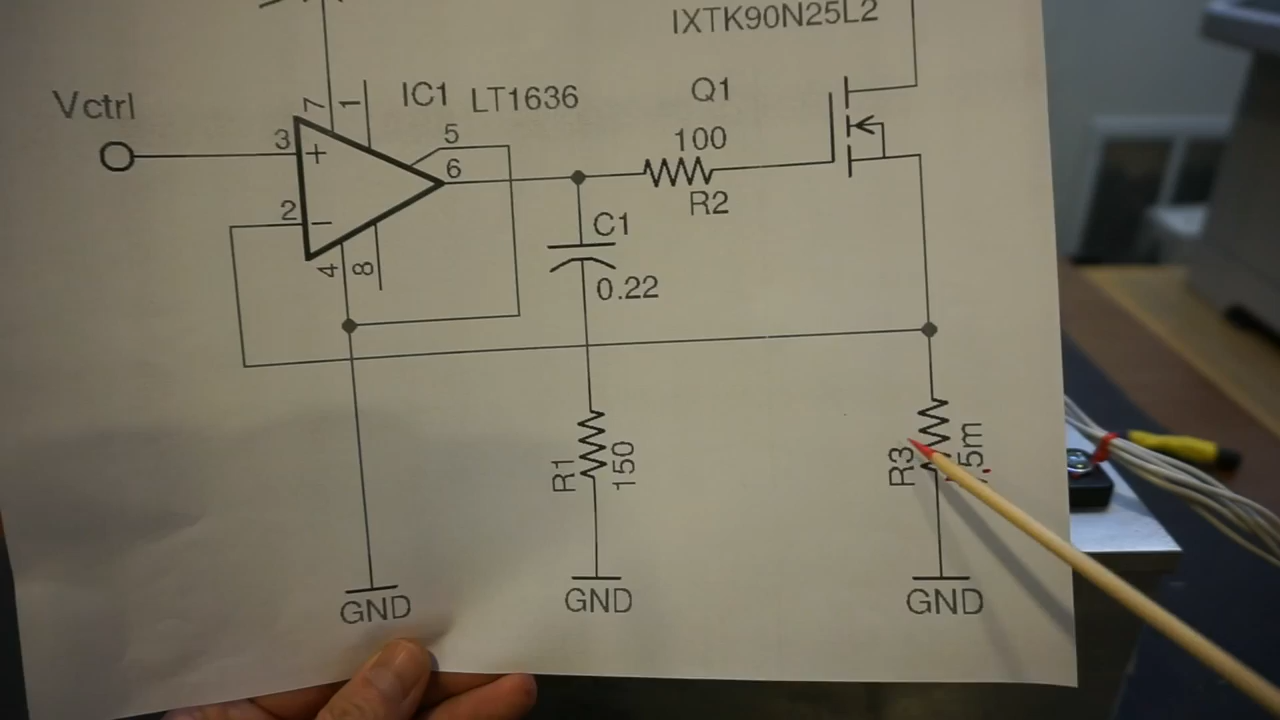 IXTK90N25L2
Vctrl
7
1
IC1 LT1636
Q1
3
+
5
6
100
R2
2
−
C1
4
8
0.22
R1
150
R3
GND
GND
GND